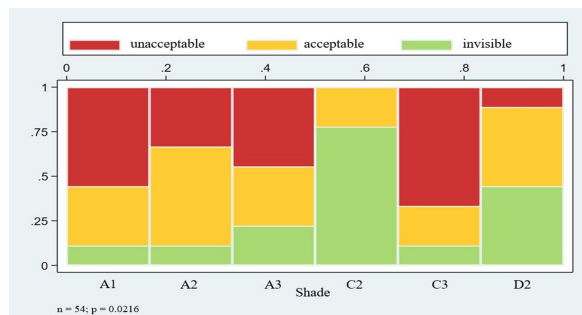 unacceptable acceptable invisible
0 .2 .4 .6 .8 1
1
.75
.5
.25
0
A1 A2 A3 C2 C3 D2
Shade
n = 54; p = 0.0216